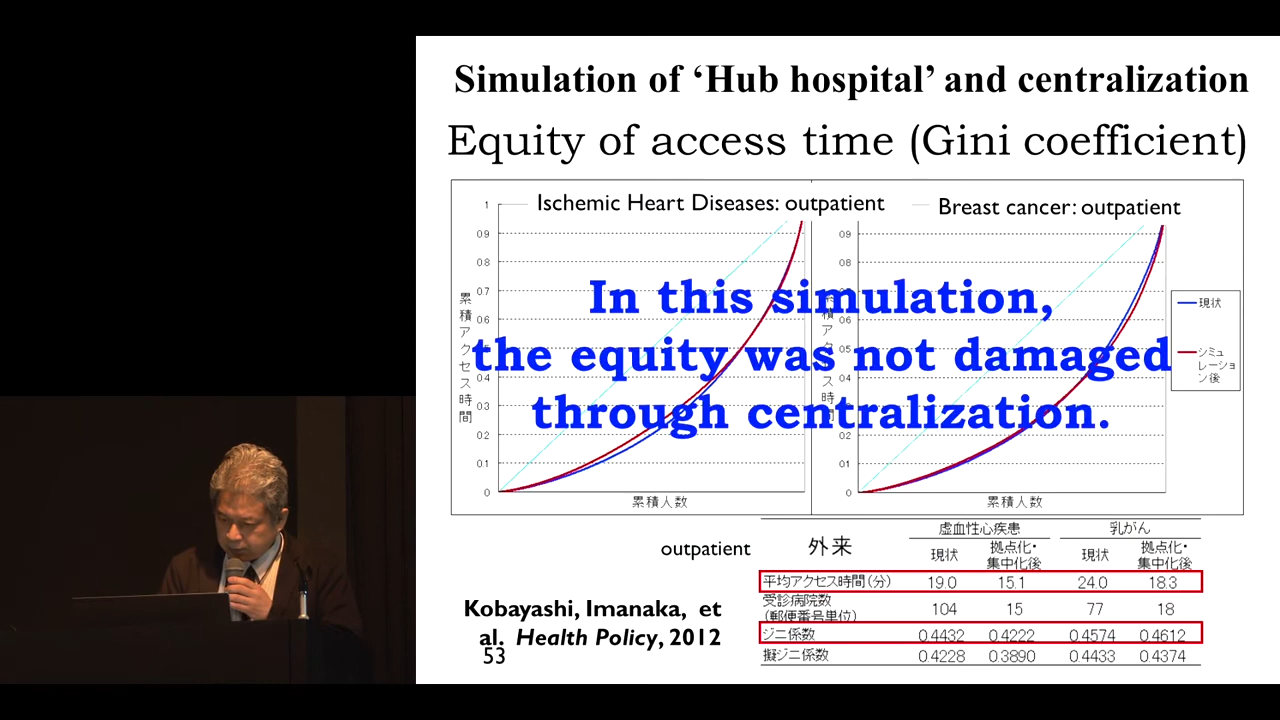 Simulation of ‘Hub hospital’ and centralization
Equity of access time (Gini coefficient)
Ischemic Heart Diseases: outpatient
Breast cancer: outpatient
1
0.9
0.8
0.7
0.6
0.5
0.4
0.3
0.2
0.1
0
累積アクセス時間
累積人数
0.9
0.8
0.7
0.6
0.5
0.4
0.3
0.2
0.1
0
累積アクセス時間
累積人数
現状
シミュ
レーショ
ン後
In this simulation,
the equity was not damaged
through centralization.
outpatient
外来
虚血性心疾患 乳がん
現状 拠点化・集中化後 現状 拠点化・集中化後
平均アクセス時間(分) 19.0 15.1 24.0 18.3
受診病院数
(郵便番号単位) 104 15 77 18
ジニ係数 0.4432 0.4222 0.4574 0.4612
擬ジニ係数 0.4228 0.3890 0.4433 0.4374
Kobayashi, Imanaka, et
al. Health Policy, 2012
53